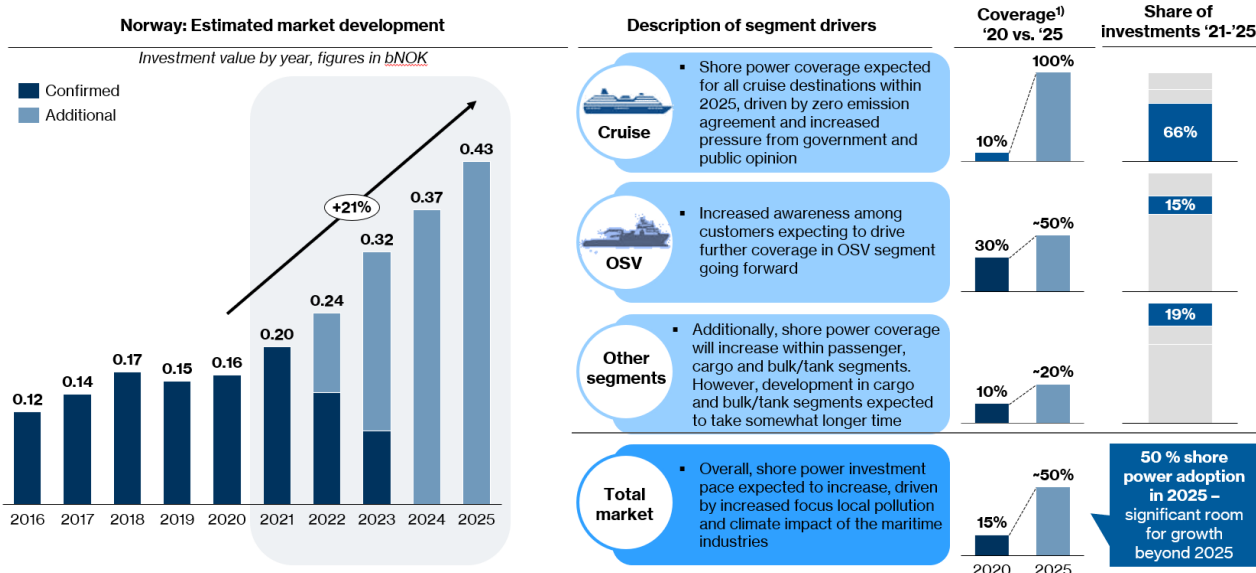 Norway: Estimated market development
Investment value by year, figures in bNOK
Confirmed
Additional
+21%
0.12
0.14
0.17
0.15
0.16
0.20
0.24
0.32
0.37
0.43
2016
2017
2018
2019
2020
2021
2022
2023
2024
2025
Description of segment drivers
Coverage1)
‘20 vs. ‘25
Share of
investments ‘21-‘25
Cruise
▪ Shore power coverage expected
for all cruise destinations within
2025, driven by zero emission
agreement and increased
pressure from government and
public opinion
10%
100%
66%
OSV
▪ Increased awareness among
customers expecting to drive
further coverage in OSV segment
going forward
30%
~50%
15%
Other
segments
▪ Additionally, shore power coverage
will increase within passenger,
cargo and bulk/tank segments.
However, development in cargo
and bulk/tank segments expected
to take somewhat longer time
10%
~20%
19%
Total
market
▪ Overall, shore power investment
pace expected to increase, driven
by increased focus local pollution
and climate impact of the maritime
industries
15%
~50%
2020
2025
50 % shore
power adoption
in 2025 –
significant room
for growth
beyond 2025